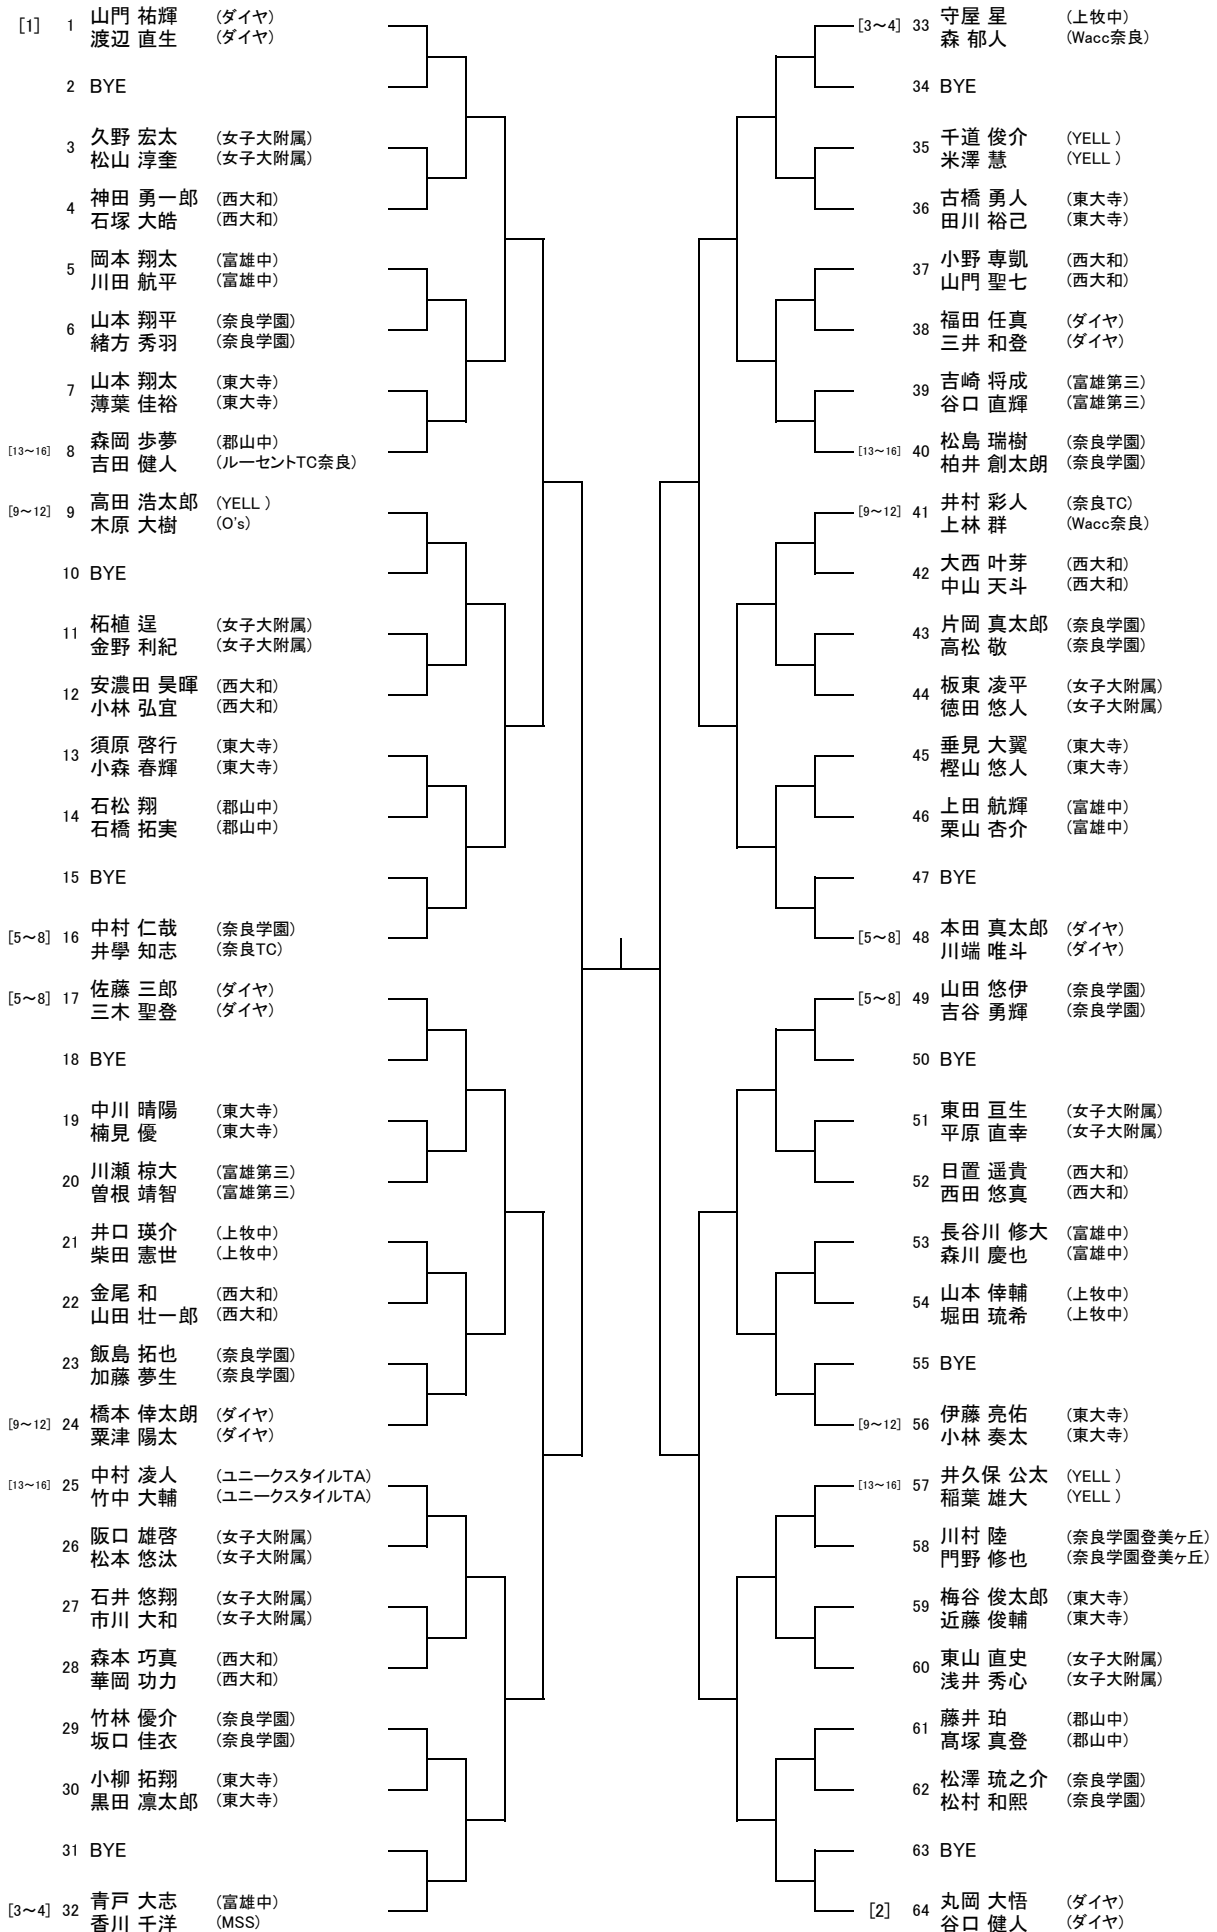 [1] 1 山門 祐輝 (ダイヤ)
渡辺 直生 (ダイヤ)
2 BYE
3 久野 宏太 (女子大附属)
松山 淳奎 (女子大附属)
4 神田 勇一郎 (西大和)
石塚 大皓 (西大和)
5 岡本 翔太 (富雄中)
川田 航平 (富雄中)
6 山本 翔平 (奈良学園)
緒方 秀羽 (奈良学園)
7 山本 翔太 (東大寺)
薄葉 佳裕 (東大寺)
[13~16] 8 森岡 歩夢 (郡山中)
吉田 健人 (ルーセントTC奈良)
[9~12] 9 高田 浩太郎 (YELL )
木原 大樹 (O's)
10 BYE
11 柘植 逞 (女子大附属)
金野 利紀 (女子大附属)
12 安濃田 昊暉 (西大和)
小林 弘宜 (西大和)
13 須原 啓行 (東大寺)
小森 春輝 (東大寺)
14 石松 翔 (郡山中)
石橋 拓実 (郡山中)
15 BYE
[5~8] 16 中村 仁哉 (奈良学園)
井學 知志 (奈良TC)
[5~8] 17 佐藤 三郎 (ダイヤ)
三木 聖登 (ダイヤ)
18 BYE
19 中川 晴陽 (東大寺)
楠見 優 (東大寺)
20 川瀬 椋大 (富雄第三)
曽根 靖智 (富雄第三)
21 井口 瑛介 (上牧中)
柴田 憲世 (上牧中)
22 金尾 和 (西大和)
山田 壮一郎 (西大和)
23 飯島 拓也 (奈良学園)
加藤 夢生 (奈良学園)
[9~12] 24 橋本 倖太朗 (ダイヤ)
粟津 陽太 (ダイヤ)
[13~16] 25 中村 凌人 (ユニークスタイルTA)
竹中 大輔 (ユニークスタイルTA)
26 阪口 雄啓 (女子大附属)
松本 悠汰 (女子大附属)
27 石井 悠翔 (女子大附属)
市川 大和 (女子大附属)
28 森本 巧真 (西大和)
華岡 功力 (西大和)
29 竹林 優介 (奈良学園)
坂口 佳衣 (奈良学園)
30 小柳 拓翔 (東大寺)
黒田 凛太郎 (東大寺)
31 BYE
[3~4] 32 青戸 大志 (富雄中)
香川 千洋 (MSS)
[3~4] 33 守屋 星 (上牧中)
森 郁人 (Wacc奈良)
34 BYE
35 千道 俊介 (YELL )
米澤 慧 (YELL )
36 古橋 勇人 (東大寺)
田川 裕己 (東大寺)
37 小野 専凱 (西大和)
山門 聖七 (西大和)
38 福田 任真 (ダイヤ)
三井 和登 (ダイヤ)
39 吉崎 将成 (富雄第三)
谷口 直輝 (富雄第三)
[13~16] 40 松島 瑞樹 (奈良学園)
柏井 創太朗 (奈良学園)
[9~12] 41 井村 彩人 (奈良TC)
上林 群 (Wacc奈良)
42 大西 叶芽 (西大和)
中山 天斗 (西大和)
43 片岡 真太郎 (奈良学園)
高松 敬 (奈良学園)
44 板東 凌平 (女子大附属)
徳田 悠人 (女子大附属)
45 垂見 大翼 (東大寺)
樫山 悠人 (東大寺)
46 上田 航輝 (富雄中)
栗山 杏介 (富雄中)
47 BYE
[5~8] 48 本田 真太郎 (ダイヤ)
川端 唯斗 (ダイヤ)
[5~8] 49 山田 悠伊 (奈良学園)
吉谷 勇輝 (奈良学園)
50 BYE
51 東田 亘生 (女子大附属)
平原 直幸 (女子大附属)
52 日置 遥貴 (西大和)
西田 悠真 (西大和)
53 長谷川 修大 (富雄中)
森川 慶也 (富雄中)
54 山本 倖輔 (上牧中)
堀田 琉希 (上牧中)
55 BYE
[9~12] 56 伊藤 亮佑 (東大寺)
小林 奏太 (東大寺)
[13~16] 57 井久保 公太 (YELL )
稲葉 雄大 (YELL )
58 川村 陸 (奈良学園登美ヶ丘)
門野 修也 (奈良学園登美ヶ丘)
59 梅谷 俊太郎 (東大寺)
近藤 俊輔 (東大寺)
60 東山 直史 (女子大附属)
浅井 秀心 (女子大附属)
61 藤井 珀 (郡山中)
髙塚 真登 (郡山中)
62 松澤 琉之介 (奈良学園)
松村 和熙 (奈良学園)
63 BYE
[2] 64 丸岡 大悟 (ダイヤ)
谷口 健人 (ダイヤ)